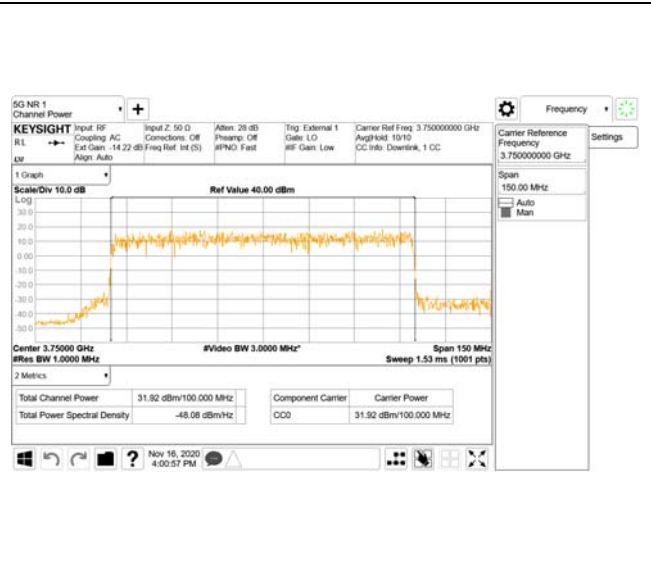 5G NR 1
Channel Power
Frequency
KEYSIGHT
Input: RF
Coupling: AC
Ext Gain: -14.22 dB
Align: Auto
Input Z: 50 Ω
Corrections: Off
Freq Ref: Int (S)
Atten: 28 dB
Preamp: Off
#PNO: Fast
Trig: External 1
Gate: LO
#IF Gain: Low
Carrier Ref Freq: 3.750000000 GHz
Avg|Hold: 10/10
CC Info: Downlink, 1 CC
RL
Carrier Reference
Frequency
3.750000000 GHz
Settings
Span
150.00 MHz
Auto
Man
1 Graph
Scale/Div 10.0 dB
Ref Value 40.00 dBm
Log
30.0
20.0
10.0
0.00
-10.0
-20.0
-30.0
-40.0
-50.0
Center 3.75000 GHz
#Video BW 3.0000 MHz*
Span 150 MHz
#Res BW 1.0000 MHz
Sweep 1.53 ms (1001 pts)
2 Metrics
Total Channel Power 31.92 dBm/100.000 MHz
Total Power Spectral Density -48.08 dBm/Hz
Component Carrier Carrier Power
CC0 31.92 dBm/100.000 MHz
?
Nov 16, 2020
4:00:57 PM